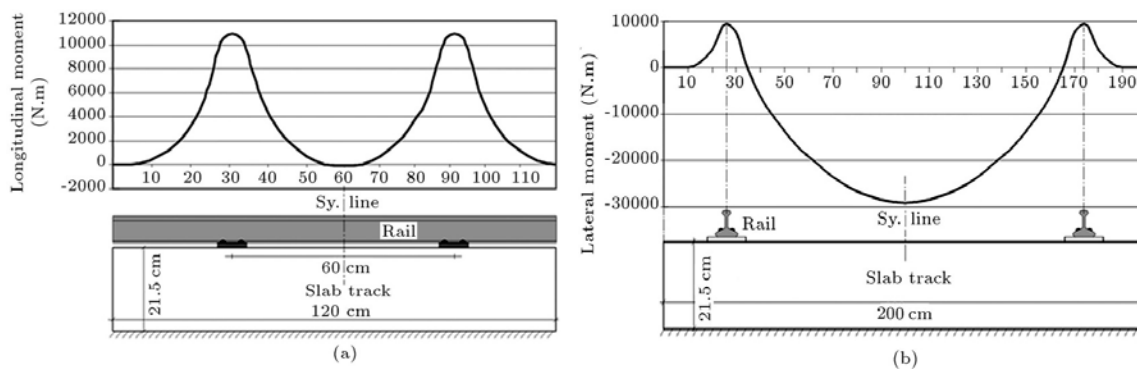 Longitudinal moment
(N.m)
12000
10000
8000
6000
4000
2000
0
-2000
10 20 30 40 50 60 70 80 90 100 110
Sy. line
Rail
60 cm
Slab track
120 cm
21.5 cm
(a)
Lateral moment (N.m)
10000
0
-10000
-20000
-30000
10 30 50 70 90 110 130 150 170 190
Rail
Sy. line
Slab track
200 cm
21.5 cm
(b)